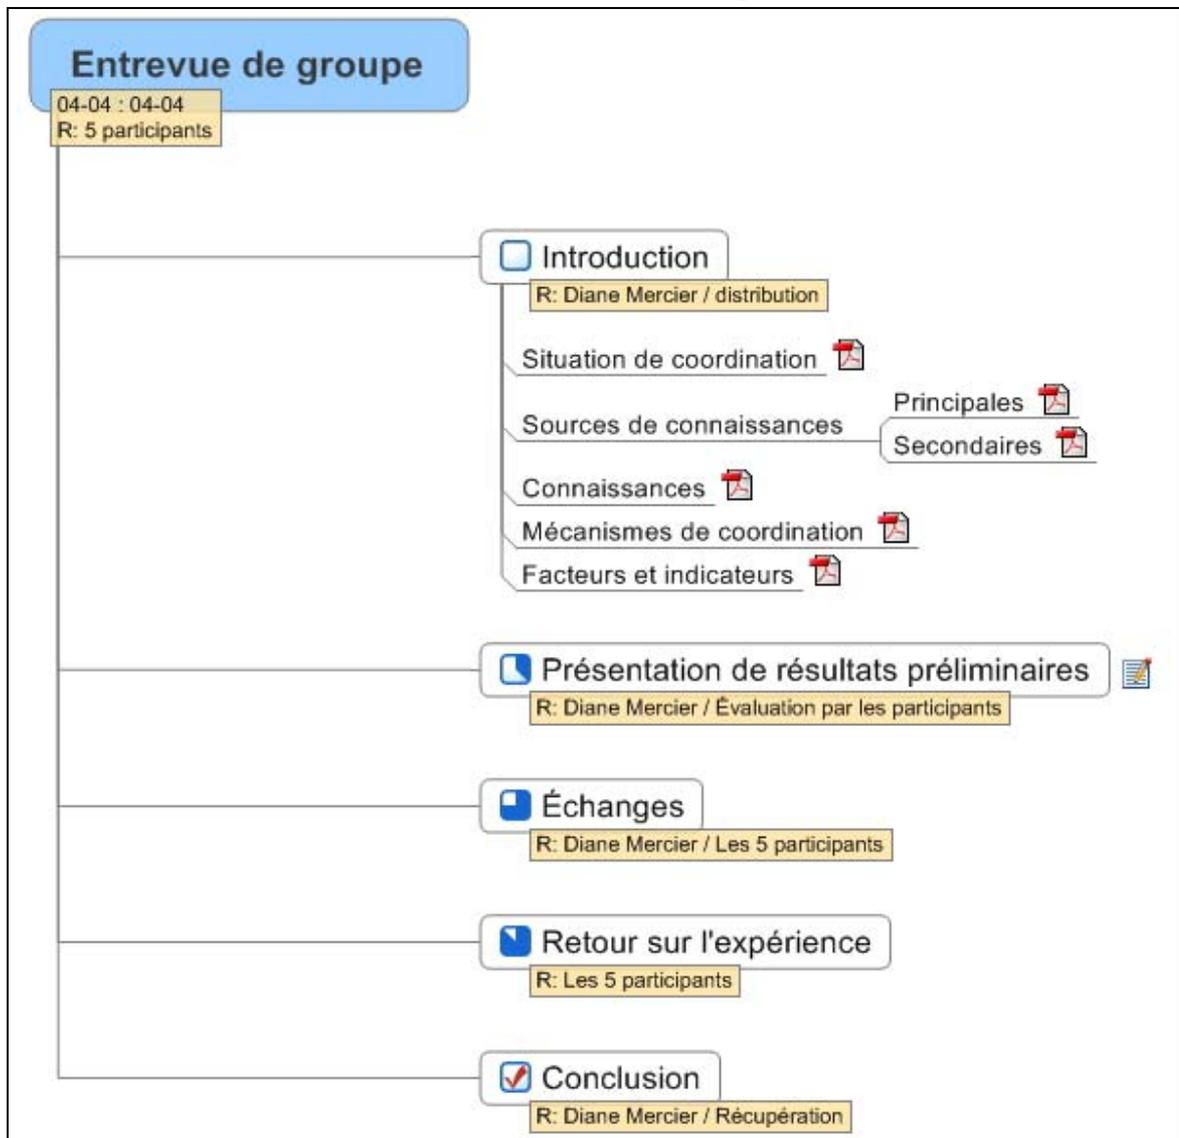 Entrevue de groupe
04-04 : 04-04
R: 5 participants
Introduction
R: Diane Mercier / distribution
Situation de coordination
Sources de connaissances
Principales
Secondaires
Connaissances
Mécanismes de coordination
Facteurs et indicateurs
Présentation de résultats préliminaires
R: Diane Mercier / Évaluation par les participants
Échanges
R: Diane Mercier / Les 5 participants
Retour sur l'expérience
R: Les 5 participants
Conclusion
R: Diane Mercier / Récupération